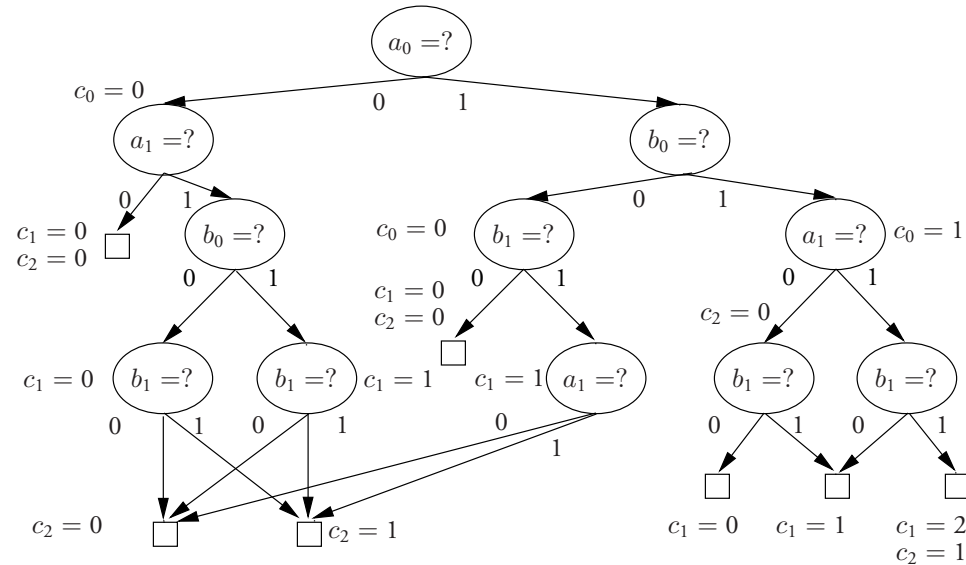 a₀ =?
c₀ = 0
0 1
a₁ =? b₀ =?
0 1 0 1
c₁ = 0
c₂ = 0
b₀ =? c₀ = 0 b₁ =? a₁ =? c₀ = 1
0 1 0 1 0 1
c₁ = 0
c₂ = 0 c₂ = 0
c₁ = 0 b₁ =? b₁ =? c₁ = 1 c₁ = 1 a₁ =? b₁ =? b₁ =?
0 1 0 1 0 1 0 1 0 1
c₂ = 0 c₂ = 1 c₁ = 0 c₁ = 1 c₁ = 2
c₂ = 1